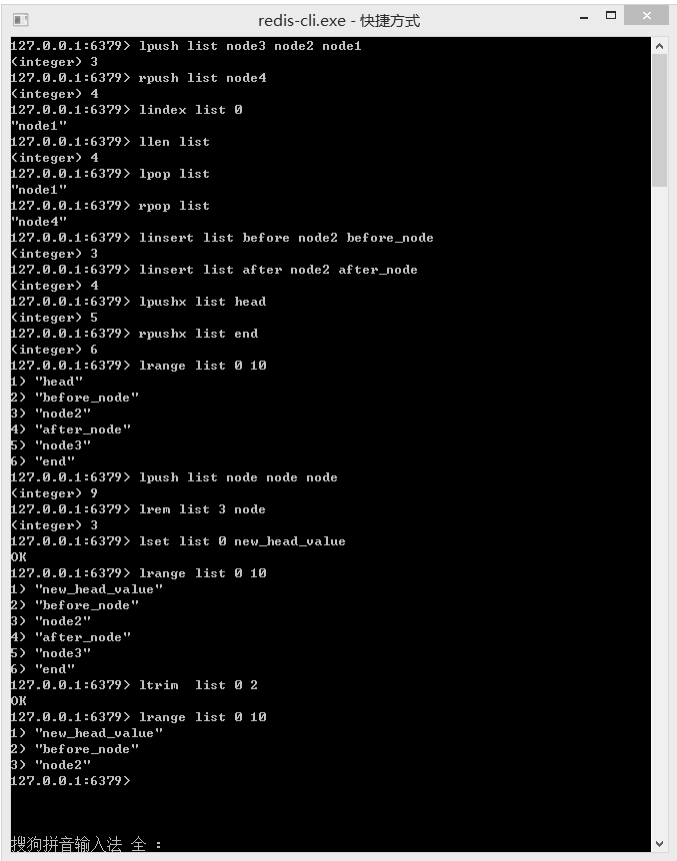 redis-cli.exe - 快捷方式
127.0.0.1:6379> lpush list node3 node2 node1
(integer) 3
127.0.0.1:6379> rpush list node4
(integer) 4
127.0.0.1:6379> lindex list 0
"node1"
127.0.0.1:6379> llen list
(integer) 4
127.0.0.1:6379> lpop list
"node1"
127.0.0.1:6379> rpop list
"node4"
127.0.0.1:6379> linsert list before node2 before_node
(integer) 3
127.0.0.1:6379> linsert list after node2 after_node
(integer) 4
127.0.0.1:6379> lpushx list head
(integer) 5
127.0.0.1:6379> rpushx list end
(integer) 6
127.0.0.1:6379> lrange list 0 10
1) "head"
2) "before_node"
3) "node2"
4) "after_node"
5) "node3"
6) "end"
127.0.0.1:6379> lpush list node node node
(integer) 9
127.0.0.1:6379> lrem list 3 node
(integer) 3
127.0.0.1:6379> lset list 0 new_head_value
OK
127.0.0.1:6379> lrange list 0 10
1) "new_head_value"
2) "before_node"
3) "node2"
4) "after_node"
5) "node3"
6) "end"
127.0.0.1:6379> ltrim  list 0 2
OK
127.0.0.1:6379> lrange list 0 10
1) "new_head_value"
2) "before_node"
3) "node2"
127.0.0.1:6379>
搜狗拼音输入法 全 :